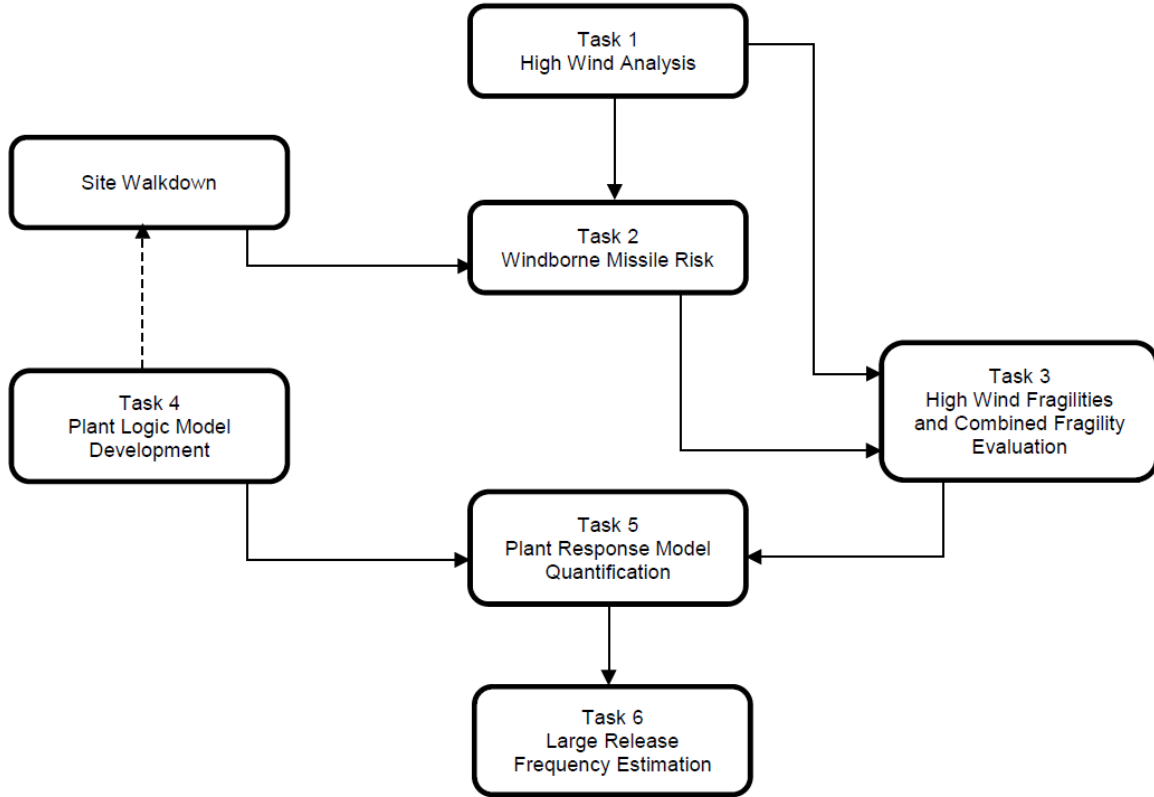 Task 1
High Wind Analysis
Site Walkdown
Task 2
Windborne Missile Risk
Task 3
High Wind Fragilities
and Combined Fragility
Evaluation
Task 4
Plant Logic Model
Development
Task 5
Plant Response Model
Quantification
Task 6
Large Release
Frequency Estimation